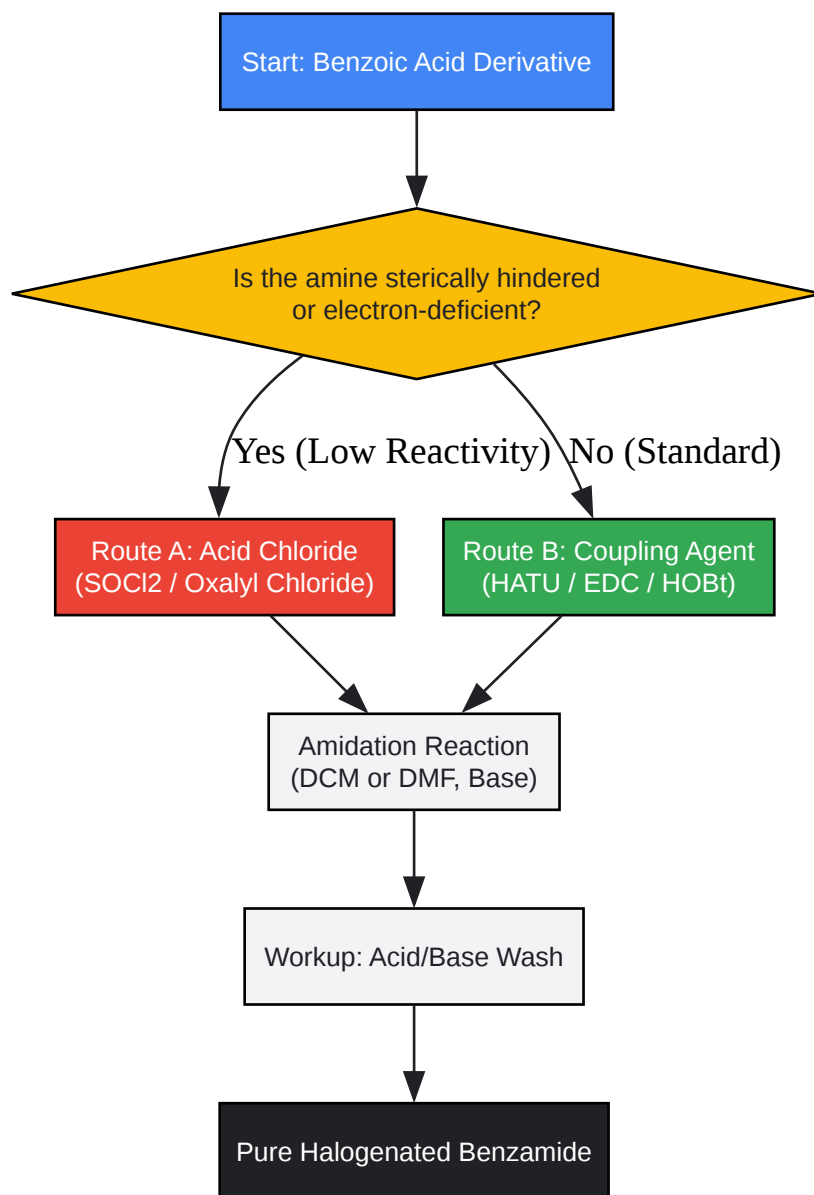 Start: Benzoic Acid Derivative
Is the amine sterically hindered
or electron-deficient?
Yes (Low Reactivity)
No (Standard)
Route A: Acid Chloride
(SOCl2 / Oxalyl Chloride)
Route B: Coupling Agent
(HATU / EDC / HOBt)
Amidation Reaction
(DCM or DMF, Base)
Workup: Acid/Base Wash
Pure Halogenated Benzamide